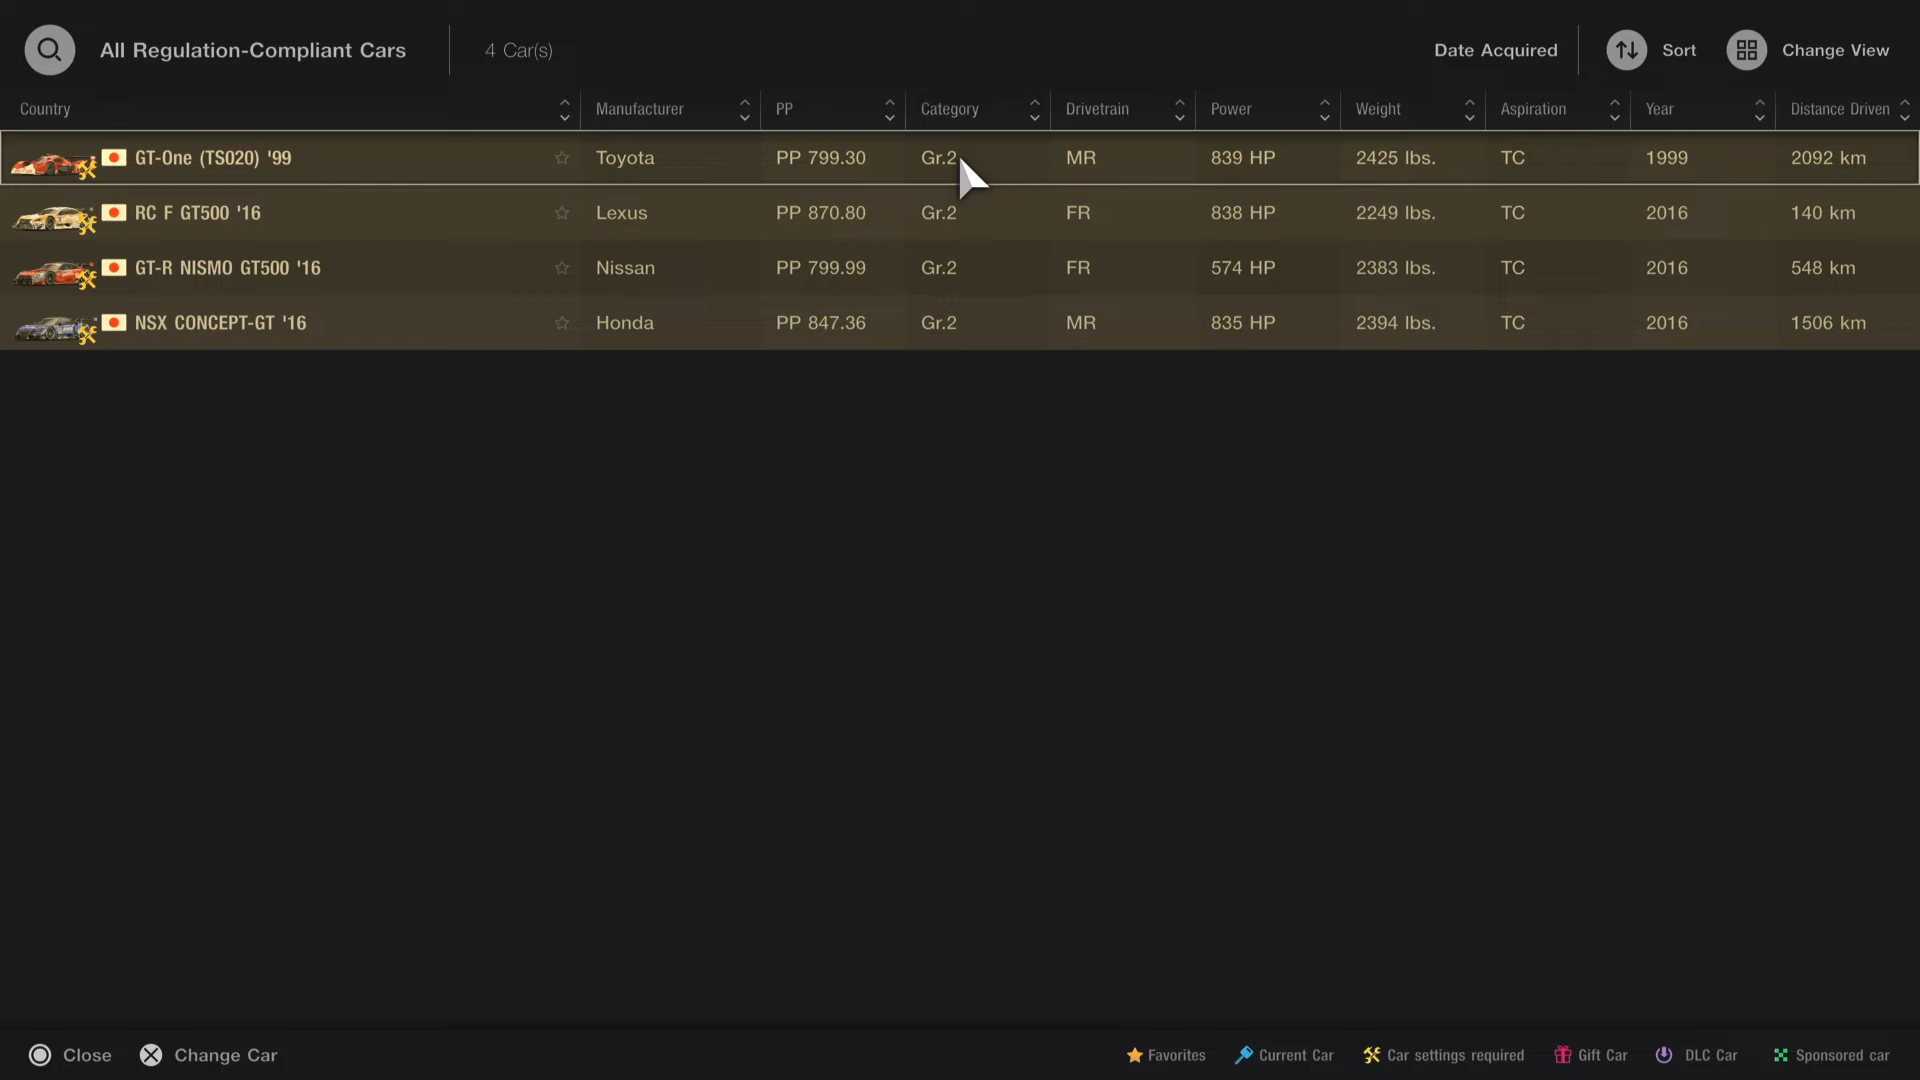 All Regulation-Compliant Cars 4 Car(s) Date Acquired Sort Change View
Country Manufacturer PP Category Drivetrain Power Weight Aspiration Year Distance Driven
GT-One (TS020) '99 Toyota PP 799.30 Gr.2 MR 839 HP 2425 lbs. TC 1999 2092 km
RC F GT500 '16 Lexus PP 870.80 Gr.2 FR 838 HP 2249 lbs. TC 2016 140 km
GT-R NISMO GT500 '16 Nissan PP 799.99 Gr.2 FR 574 HP 2383 lbs. TC 2016 548 km
NSX CONCEPT-GT '16 Honda PP 847.36 Gr.2 MR 835 HP 2394 lbs. TC 2016 1506 km
Close Change Car Favorites Current Car Car settings required Gift Car DLC Car Sponsored car